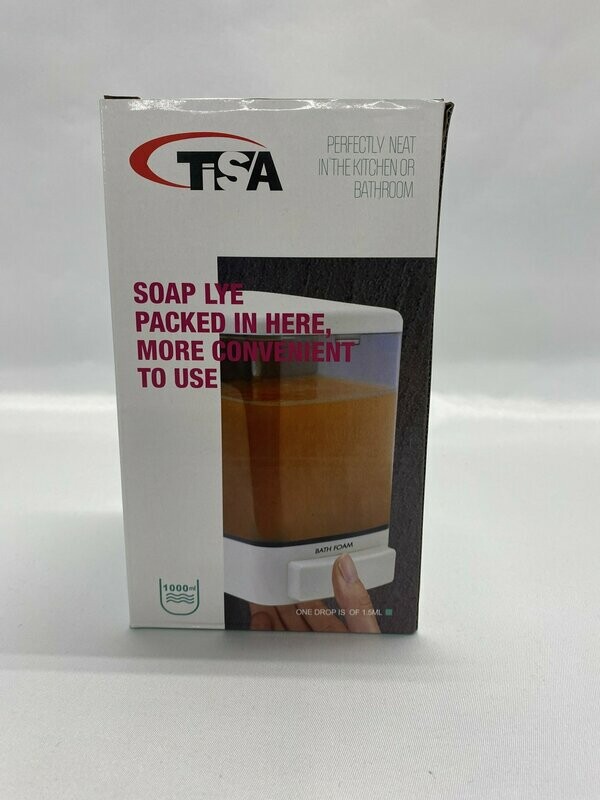 TiSA
PERFECTLY NEAT
IN THE KITCHEN OR
BATHROOM
SOAP LYE
PACKED IN HERE,
MORE CONVENIENT
TO USE
BATH FOAM
1000ml
ONE DROP IS OF 1.5ML